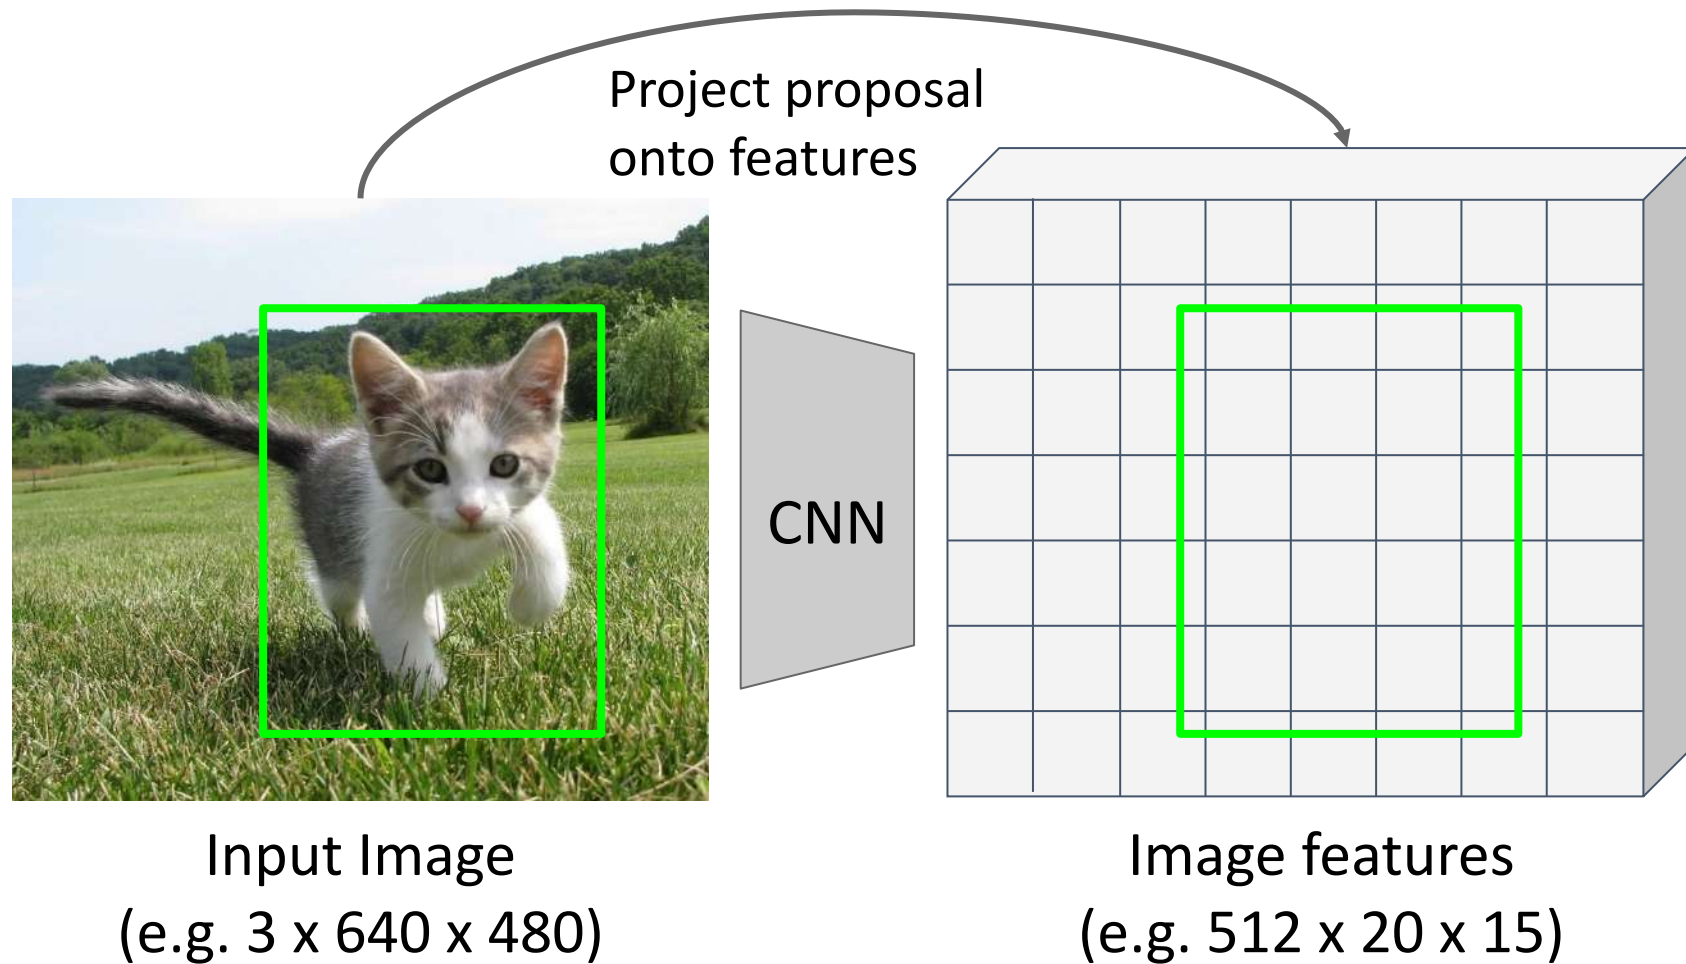 Project proposal
onto features
CNN
Input Image
(e.g. 3 x 640 x 480)
Image features
(e.g. 512 x 20 x 15)